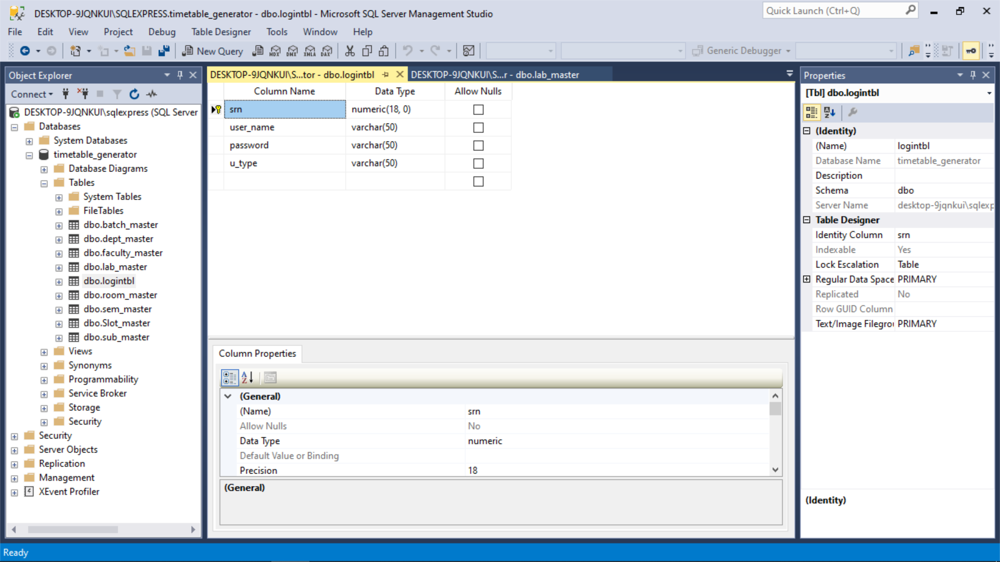 DESKTOP-9JQNKUI\SQLEXPRESS.timetable_generator - dbo.logintbl - Microsoft SQL Server Management Studio
Quick Launch (Ctrl+Q)
File Edit View Project Debug Table Designer Tools Window Help
New Query MDX DMX XMLA DAX Generic Debugger
Object Explorer
Connect
DESKTOP-9JQNKUI\sqlexpress (SQL Server
Databases
System Databases
timetable_generator
Database Diagrams
Tables
System Tables
FileTables
dbo.batch_master
dbo.dept_master
dbo.faculty_master
dbo.lab_master
dbo.logintbl
dbo.room_master
dbo.sem_master
dbo.Slot_master
dbo.sub_master
Views
Synonyms
Programmability
Service Broker
Storage
Security
Security
Server Objects
Replication
Management
XEvent Profiler
DESKTOP-9JQNKUI\S...tor - dbo.logintbl
DESKTOP-9JQNKUI\S...r - dbo.lab_master
Column Name Data Type Allow Nulls
srn numeric(18, 0)
user_name varchar(50)
password varchar(50)
u_type varchar(50)
Column Properties
(General)
(Name) srn
Allow Nulls No
Data Type numeric
Default Value or Binding
Precision 18
(General)
Properties
[Tbl] dbo.logintbl
(Identity)
(Name) logintbl
Database Name timetable_generator
Description
Schema dbo
Server Name desktop-9jqnkui\sqlexp
Table Designer
Identity Column srn
Indexable Yes
Lock Escalation Table
Regular Data Space PRIMARY
Replicated No
Row GUID Column
Text/Image Filegrou PRIMARY
(Identity)
Ready